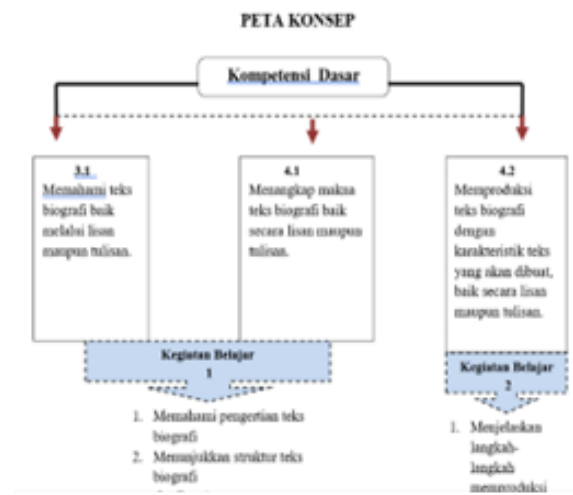 PETA KONSEP
Kompetensi Dasar
3.1
Memahami teks
biografi baik
melalui lisan
maupun tulisan.
4.1
Menangkap makna
teks biografi baik
secara lisan maupun
tulisan.
4.2
Memproduksi
teks biografi
dengan
karakteristik teks
yang akan dibuat,
baik secara lisan
maupun tulisan.
Kegiatan Belajar
1
1. Memahami pengertian teks
biografi
2. Menunjukkan struktur teks
biografi
Kegiatan Belajar
2
1. Menjelaskan
langkah-
langkah
memproduksi